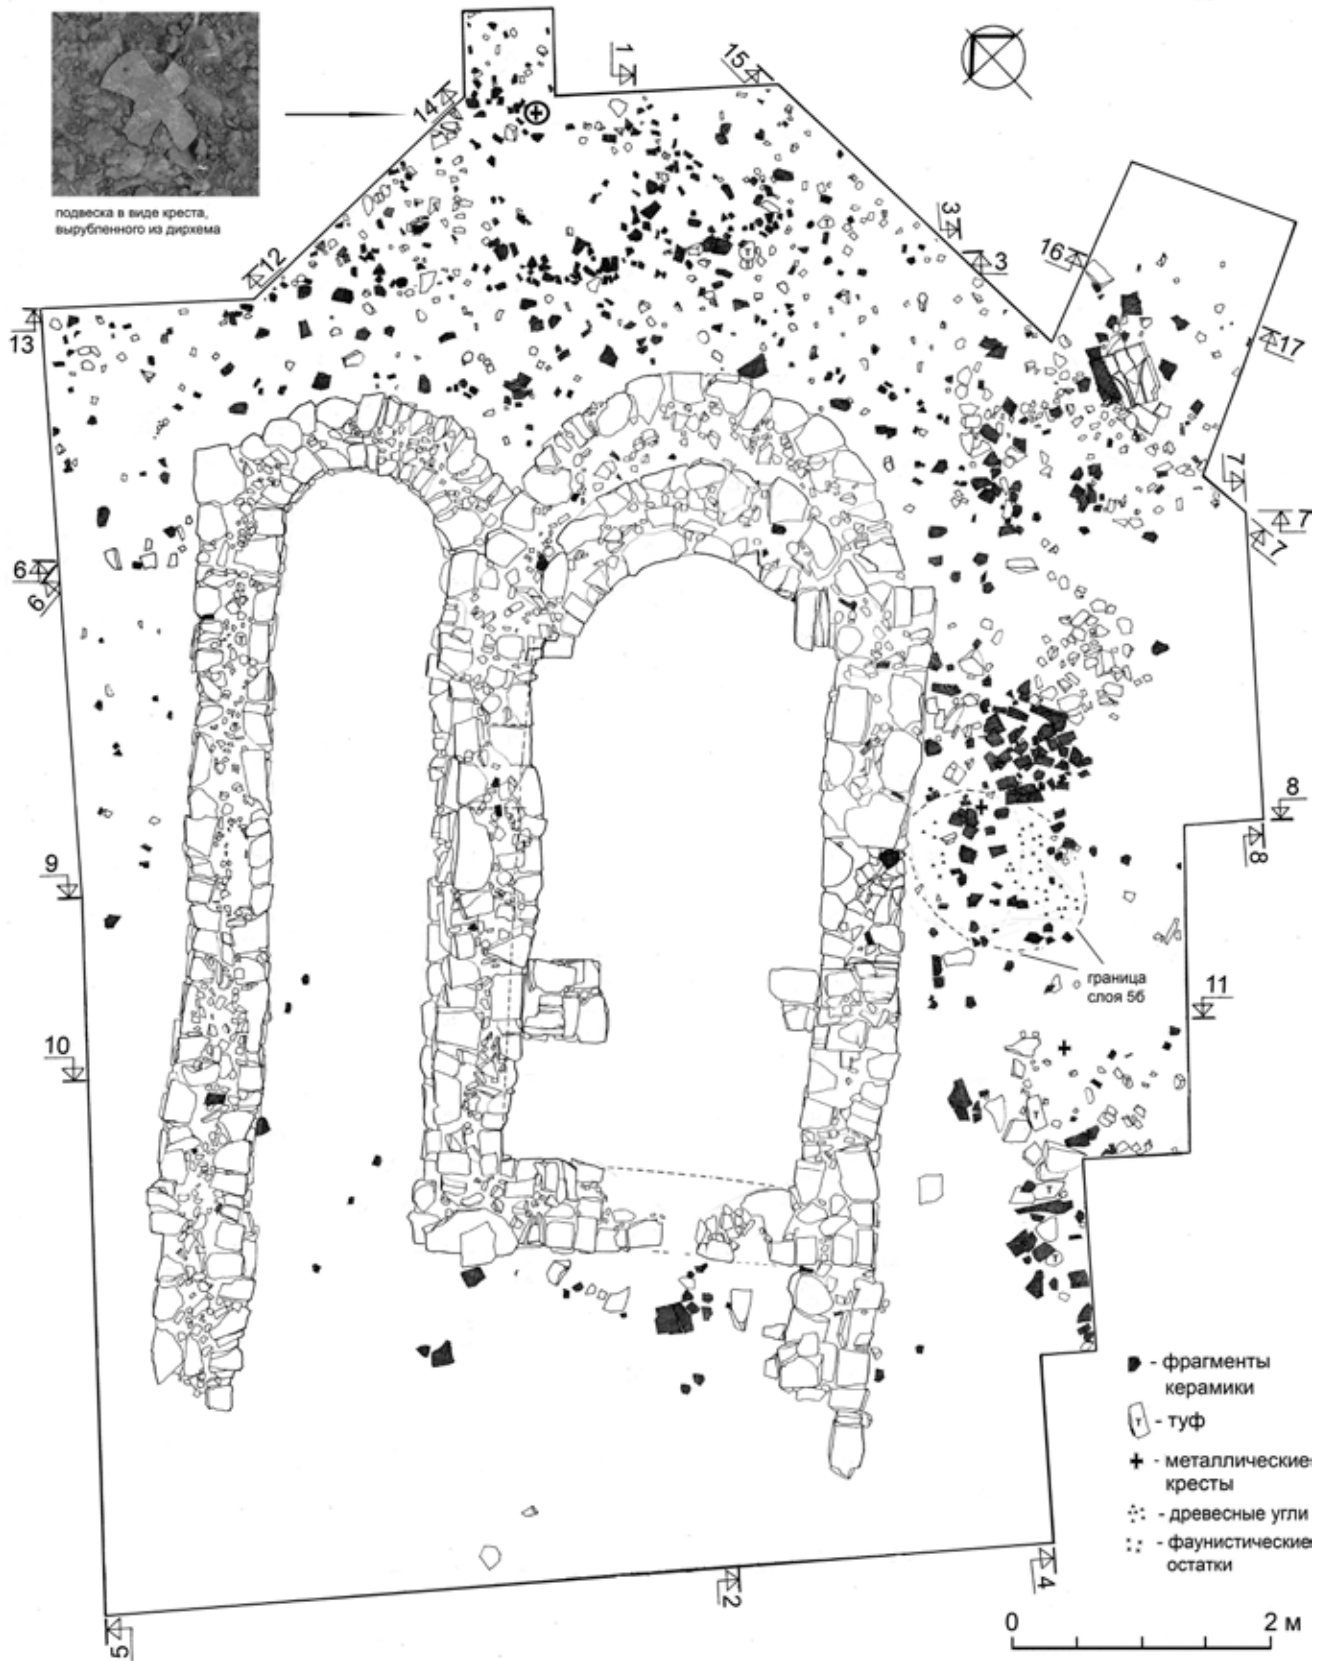 подвеска в виде креста,
вырубленного из дирхема
1
15
14
12
13
3
3
16
17
7
7
7
6
6
8
8
9
10
11
граница
слоя 5б
- фрагменты
керамики
т - туф
- металлические
кресты
- древесные угли
- фаунистические
остатки
5
2
4
0 2 м
т
т
т
т
т
т